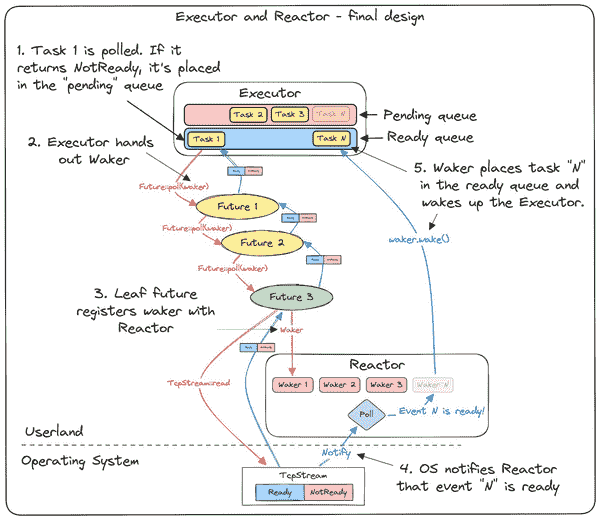 Executor and Reactor - final design
1. Task 1 is polled. If it
returns NotReady, it's placed
in the "pending" queue
Executor
Task 2
Task 3
Task N
Pending queue
Task 1
Task N
Ready queue
2. Executor hands
out Waker
5. Waker places task "N"
in the ready queue and
wakes up the Executor.
Future::poll(waker)
Ready NotReady
Future 1
Future::poll(waker)
Ready NotReady
Future 2
waker.wake()
Future::poll(waker)
Ready NotReady
3. Leaf future
registers waker with
Reactor
Future 3
Waker
Ready NotReady
Reactor
TcpStream::read
Waker 1
Waker 2
Waker 3
Waker N
Poll
Event N is ready!
Userland
Operating System
Notify
4. OS notifies Reactor
that event "N" is ready
TcpStream
Ready
NotReady